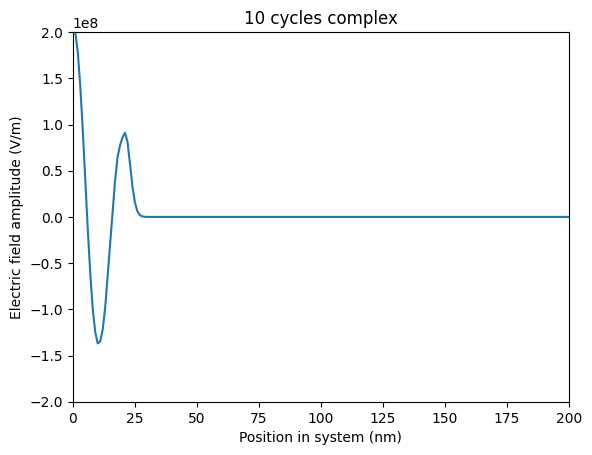 10 cycles complex
1e8
Electric field amplitude (V/m)
2.0
1.5
1.0
0.5
0.0
−0.5
−1.0
−1.5
−2.0
0 25 50 75 100 125 150 175 200
Position in system (nm)